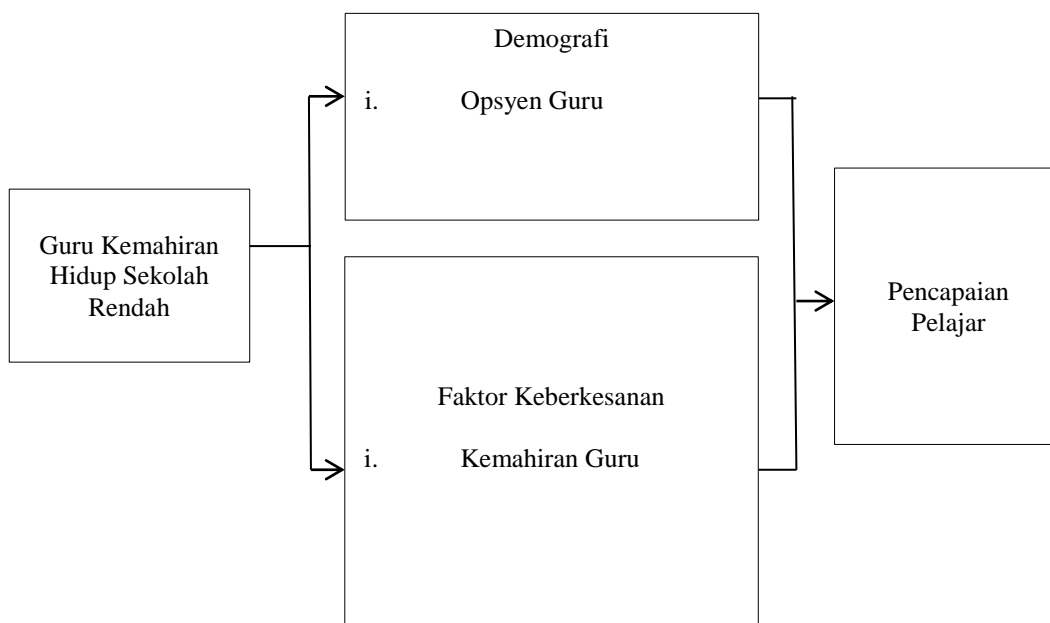 Guru Kemahiran
Hidup Sekolah
Rendah
Demografi
i. Opsyen Guru
Faktor Keberkesanan
i. Kemahiran Guru
Pencapaian
Pelajar